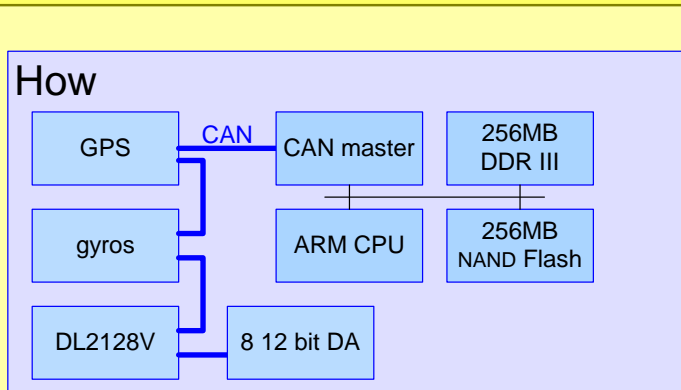 How
GPS
CAN
CAN master
256MB
DDR III
gyros
ARM CPU
256MB
NAND Flash
DL2128V
8 12 bit DA